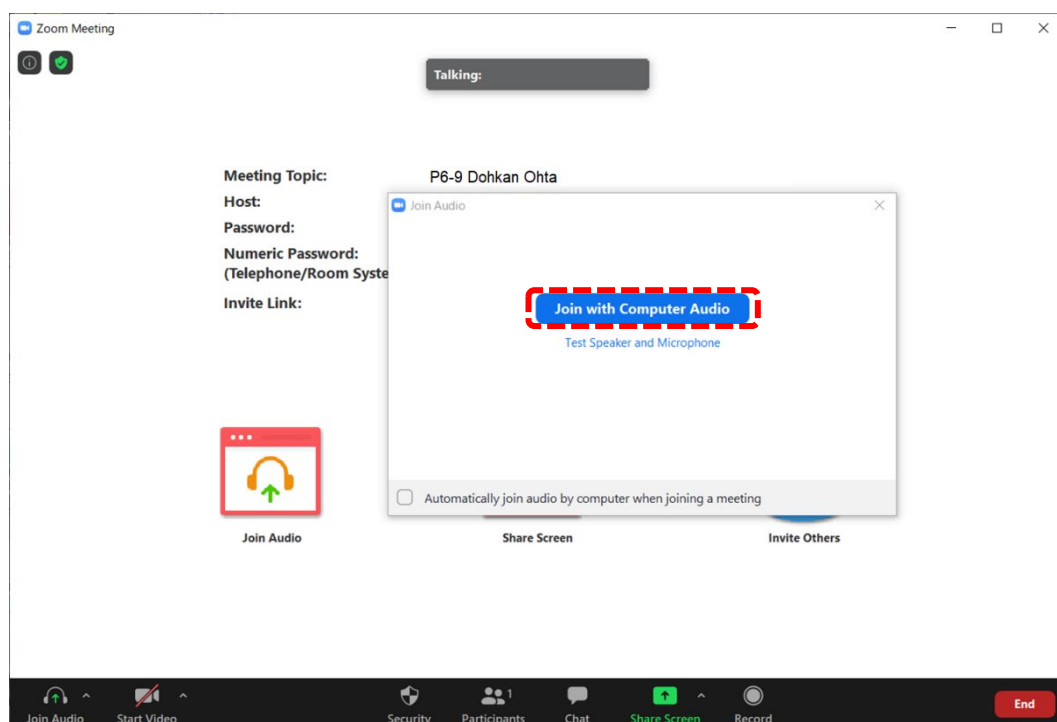 Zoom Meeting
Talking:
Meeting Topic: P6-9 Dohkan Ohta
Host:
Password:
Numeric Password:
(Telephone/Room Syste
Invite Link:
Join Audio
Join with Computer Audio
Test Speaker and Microphone
Automatically join audio by computer when joining a meeting
Join Audio Share Screen Invite Others
1
Join Audio Start Video Security Participants Chat Share Screen Record End